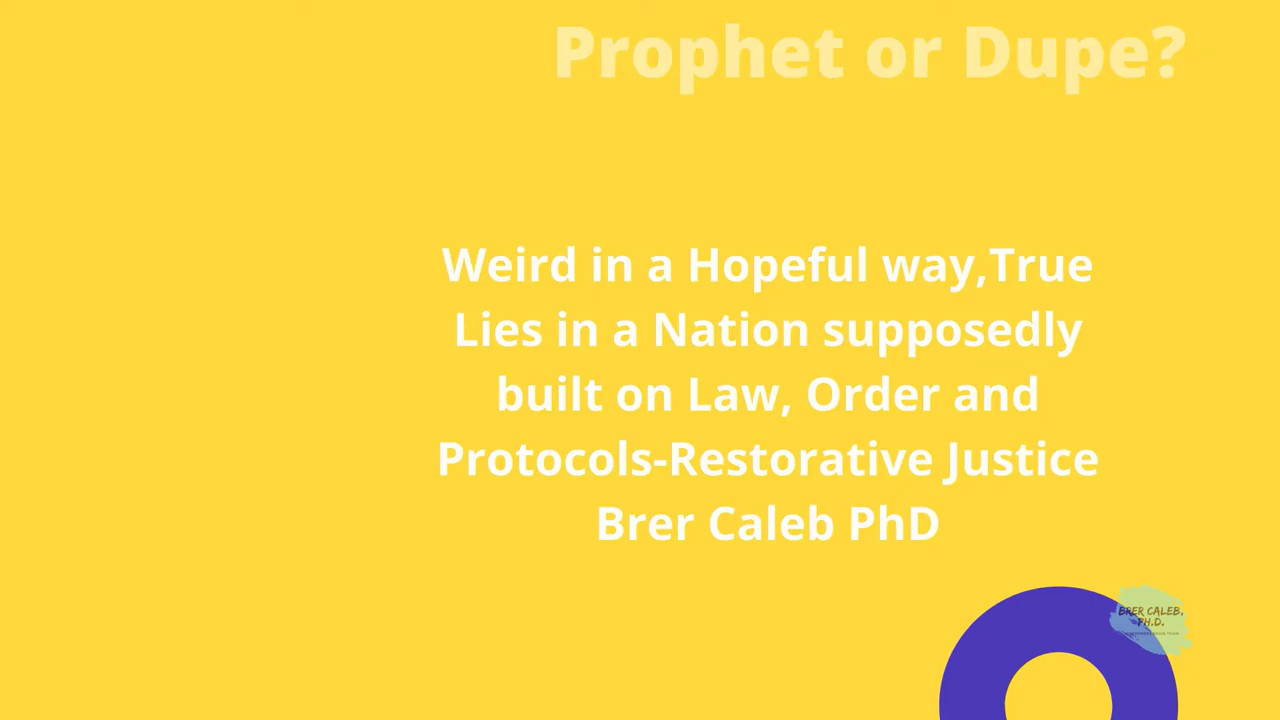 Prophet or Dupe?
Weird in a Hopeful way,True
Lies in a Nation supposedly
built on Law, Order and
Protocols-Restorative Justice
Brer Caleb PhD
BRER CALEB,
PH.D.